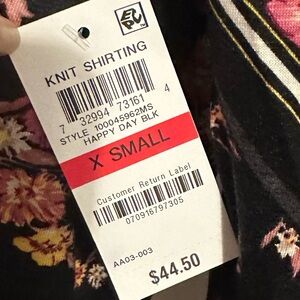 KNIT SHIRTING
7 32994 73161 4
STYLE 100045962MS
HAPPY DAY BLK
X SMALL
Customer Return Label
070916797305
AA03-003
$44.50